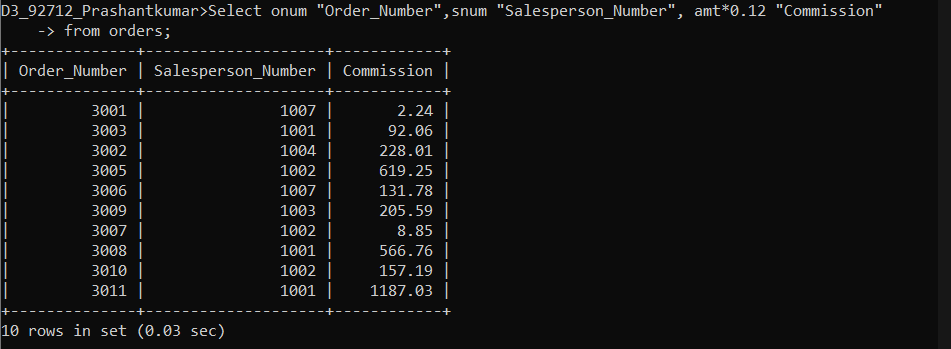 D3_92712_Prashantkumar>Select onum "Order_Number",snum "Salesperson_Number", amt*0.12 "Commission"
    -> from orders;
+--------------+--------------------+------------+
| Order_Number | Salesperson_Number | Commission |
+--------------+--------------------+------------+
|         3001 |               1007 |       2.24 |
|         3003 |               1001 |      92.06 |
|         3002 |               1004 |     228.01 |
|         3005 |               1002 |     619.25 |
|         3006 |               1007 |     131.78 |
|         3009 |               1003 |     205.59 |
|         3007 |               1002 |       8.85 |
|         3008 |               1001 |     566.76 |
|         3010 |               1002 |     157.19 |
|         3011 |               1001 |    1187.03 |
+--------------+--------------------+------------+
10 rows in set (0.03 sec)